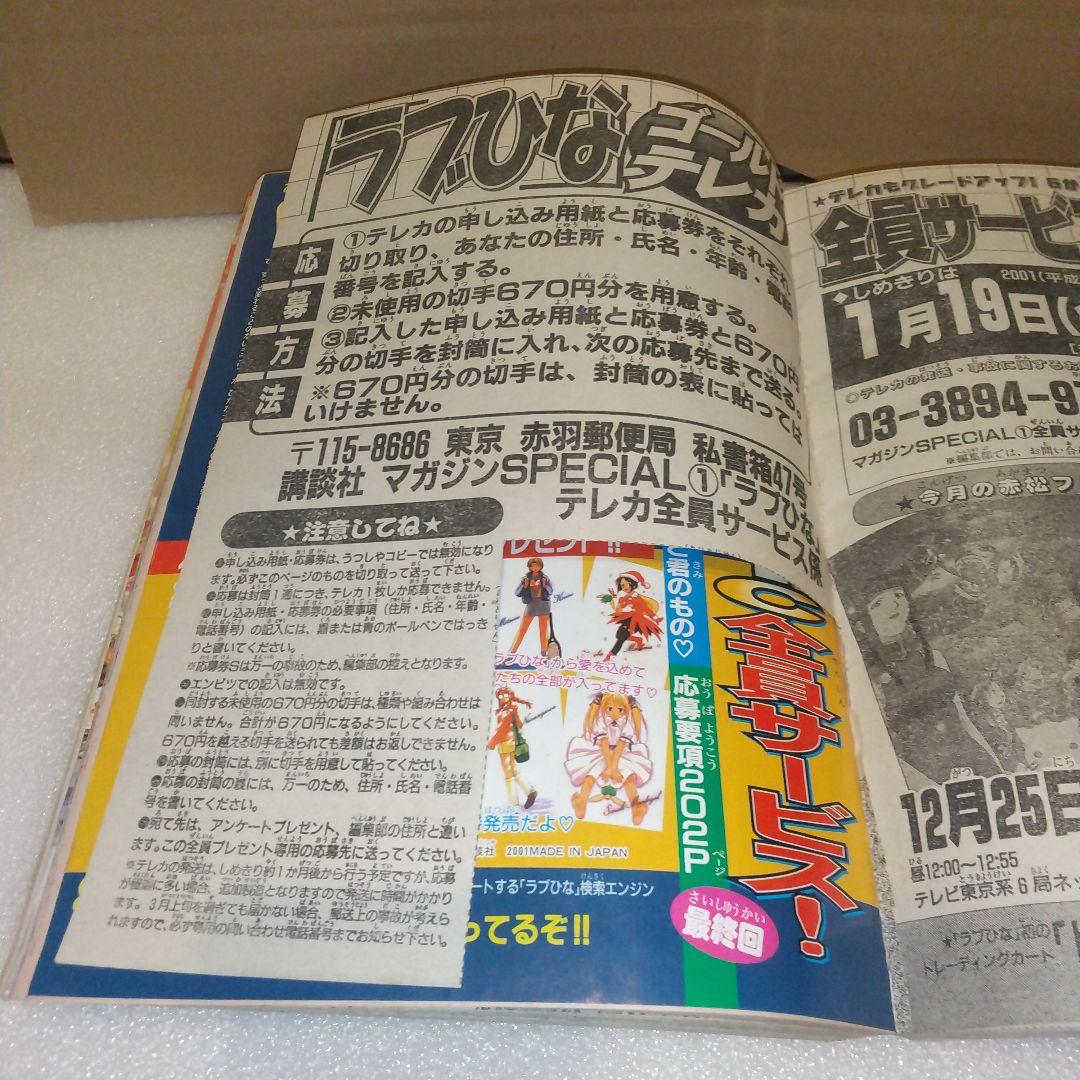 ラブひな
ゴール
テレカ
応募方法
①テレカの申し込み用紙と応募券をそれぞれ
切り取り、あなたの住所・氏名・年齢・電話
番号を記入する。
②未使用の切手670円分を用意する。
③記入した申し込み用紙と応募券と670円
分の切手を封筒に入れ、次の応募先まで送る。
※670円分の切手は、封筒の表に貼っては
いけません。
〒115-8686 東京 赤羽郵便局 私書箱47号
講談社 マガジンSPECIAL①「ラブひな」
テレカ全員サービス係
★注意してね★
●申し込み用紙・応募券は、うつしやコピーでは無効になり
ます。必ずこのページのものを切り取って送って下さい。
●応募は封筒1通につき、テレカ1枚しか応募できません。
●申し込み用紙・応募券の必要事項（住所・氏名・年齢・
電話番号）の記入には、黒または青のボールペンではっき
りと書いてください。
※応募券Sは万一の事故のため、編集部の控えとなります。
●エンピツでの記入は無効です。
●同封する未使用の670円分の切手は、種類や組み合わせは
問いません。合計が670円になるようにしてください。
670円を越える切手を送られても差額はお返しできません。
●応募の封筒には、別に切手を用意して貼ってください。
●応募の封筒の裏には、万一のため、住所・氏名・電話番
号を書いてください。
●宛て先は、アンケートプレゼント、編集部の住所と違い
ます。この全員プレゼント専用の応募先に送ってください。
※テレカの発送は、しめきり約1か月後から行う予定ですが、応募
が極端に多い場合、追加製造となりますので発送に時間がかかり
ます。3月上旬を過ぎても届かない場合、郵送上の事故が考えら
れますので、必ず専用の問い合わせ電話番号までお知らせ下さい。
レゼント!!
「ラブひな」から愛を込めて
たちの全部が入ってます♡
発売だよ♡
談社 2001 MADE IN JAPAN
ートする「ラブひな」検索エンジン
ってるぞ!!
と君のもの♡
応募要項202P
全員サービス!
最終回
★テレカもグレードアップ!
全員サービ
◆しめきりは
2001(平成
1月19日(
○テレカの発送・事故に関するお
03-3894-97
マガジンSPECIAL①全員サ
※編集部では、お問い合
★今月の赤松フ
12月25日
昼12:00～12:55
テレビ東京系6局ネッ
★「ラブひな」初の
トレーディングカード